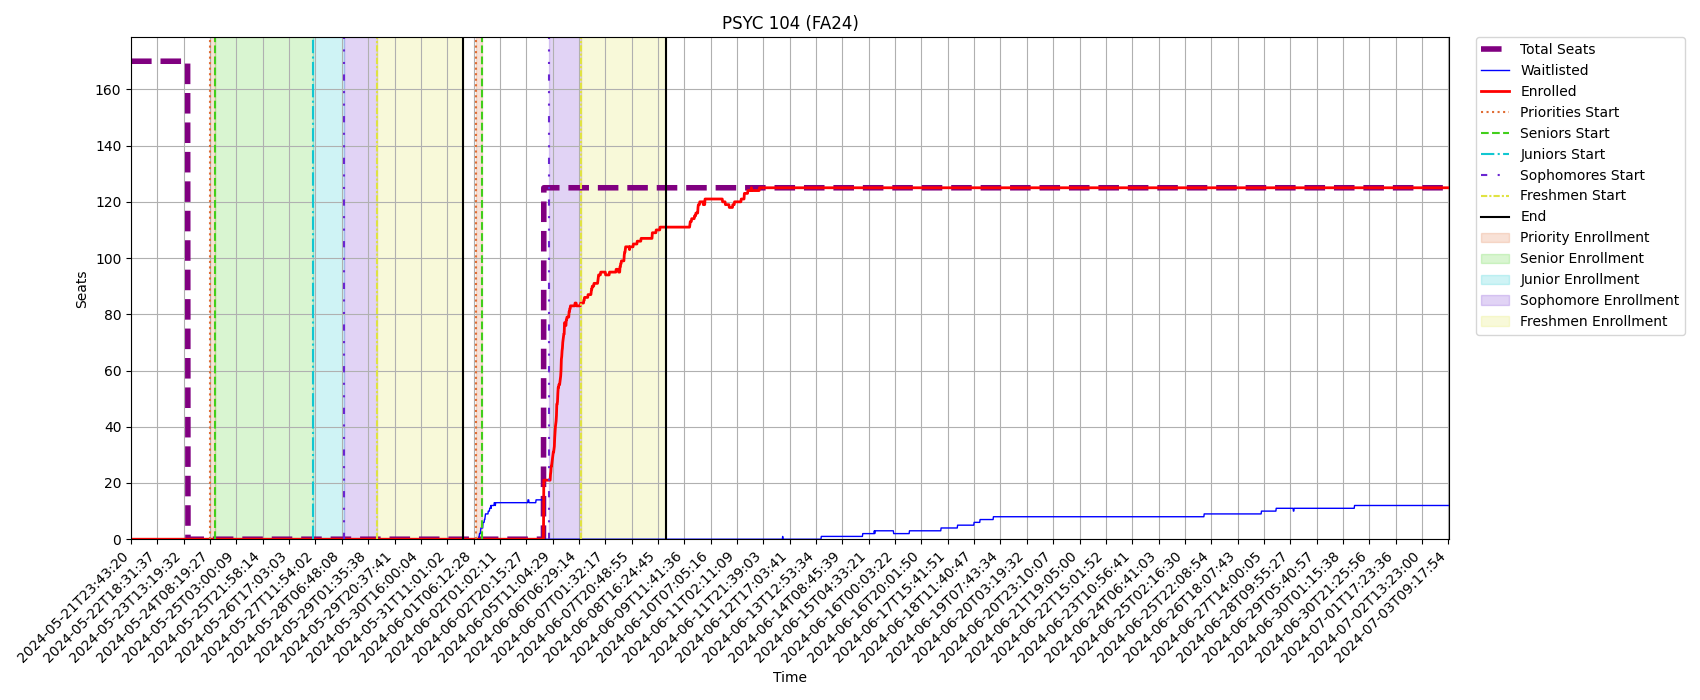 PSYC 104 (FA24)
Seats
160
140
120
100
80
60
40
20
0
2024-05-21T23:43:20
2024-05-22T18:31:37
2024-05-23T13:19:32
2024-05-24T08:19:27
2024-05-25T03:00:09
2024-05-25T21:58:14
2024-05-26T17:03:03
2024-05-27T11:54:02
2024-05-28T06:48:08
2024-05-29T01:35:38
2024-05-29T20:37:41
2024-05-30T16:00:04
2024-05-31T11:01:02
2024-06-01T06:12:28
2024-06-02T01:02:11
2024-06-02T20:15:27
2024-06-05T11:04:29
2024-06-06T06:29:14
2024-06-07T01:32:17
2024-06-07T20:48:55
2024-06-08T16:24:45
2024-06-09T11:41:36
2024-06-10T07:05:16
2024-06-11T02:11:09
2024-06-11T21:39:03
2024-06-12T17:03:41
2024-06-13T12:53:34
2024-06-14T08:45:39
2024-06-15T04:33:21
2024-06-16T00:03:22
2024-06-16T20:01:50
2024-06-17T15:41:51
2024-06-18T11:40:47
2024-06-19T07:43:34
2024-06-20T03:19:32
2024-06-20T23:10:07
2024-06-21T19:05:00
2024-06-22T15:01:52
2024-06-23T10:56:41
2024-06-24T06:41:03
2024-06-25T02:16:30
2024-06-25T22:08:54
2024-06-26T18:07:43
2024-06-27T14:00:05
2024-06-28T09:55:27
2024-06-29T05:40:57
2024-06-30T01:15:38
2024-06-30T21:25:56
2024-07-01T17:23:36
2024-07-02T13:23:00
2024-07-03T09:17:54
Time
Total Seats
Waitlisted
Enrolled
Priorities Start
Seniors Start
Juniors Start
Sophomores Start
Freshmen Start
End
Priority Enrollment
Senior Enrollment
Junior Enrollment
Sophomore Enrollment
Freshmen Enrollment